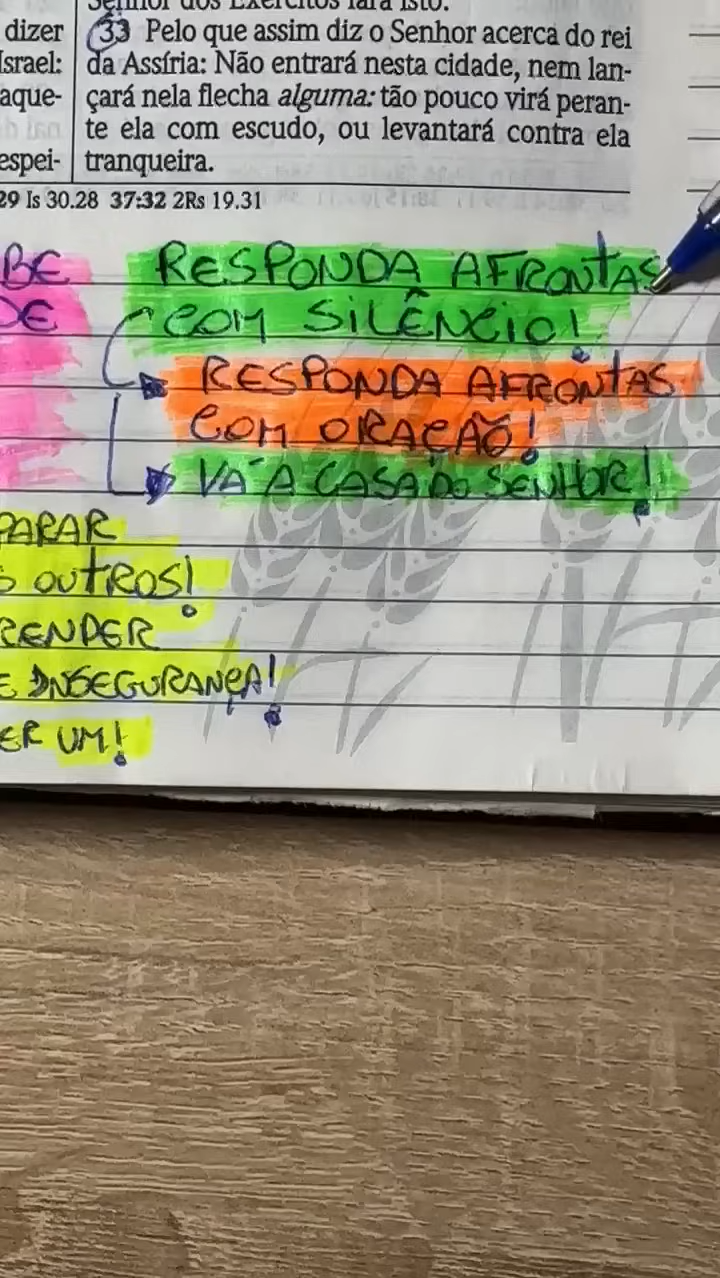 Senhor dos Exércitos fará isto.
dizer
Israel:
aque-
espei-
33 Pelo que assim diz o Senhor acerca do rei
da Assíria: Não entrará nesta cidade, nem lan-
çará nela flecha alguma: tão pouco virá peran-
te ela com escudo, ou levantará contra ela
tranqueira.
29 Is 30.28 37:32 2Rs 19.31
BE
DE
RESPONDA AFRONTAS
COM SILÊNCIO!
RESPONDA AFRONTAS
COM ORAÇÃO!
VÁ A CASA DO SENHOR!
PARAR
OUTROS!
RENDER
E INSEGURANÇA!
ER UM!